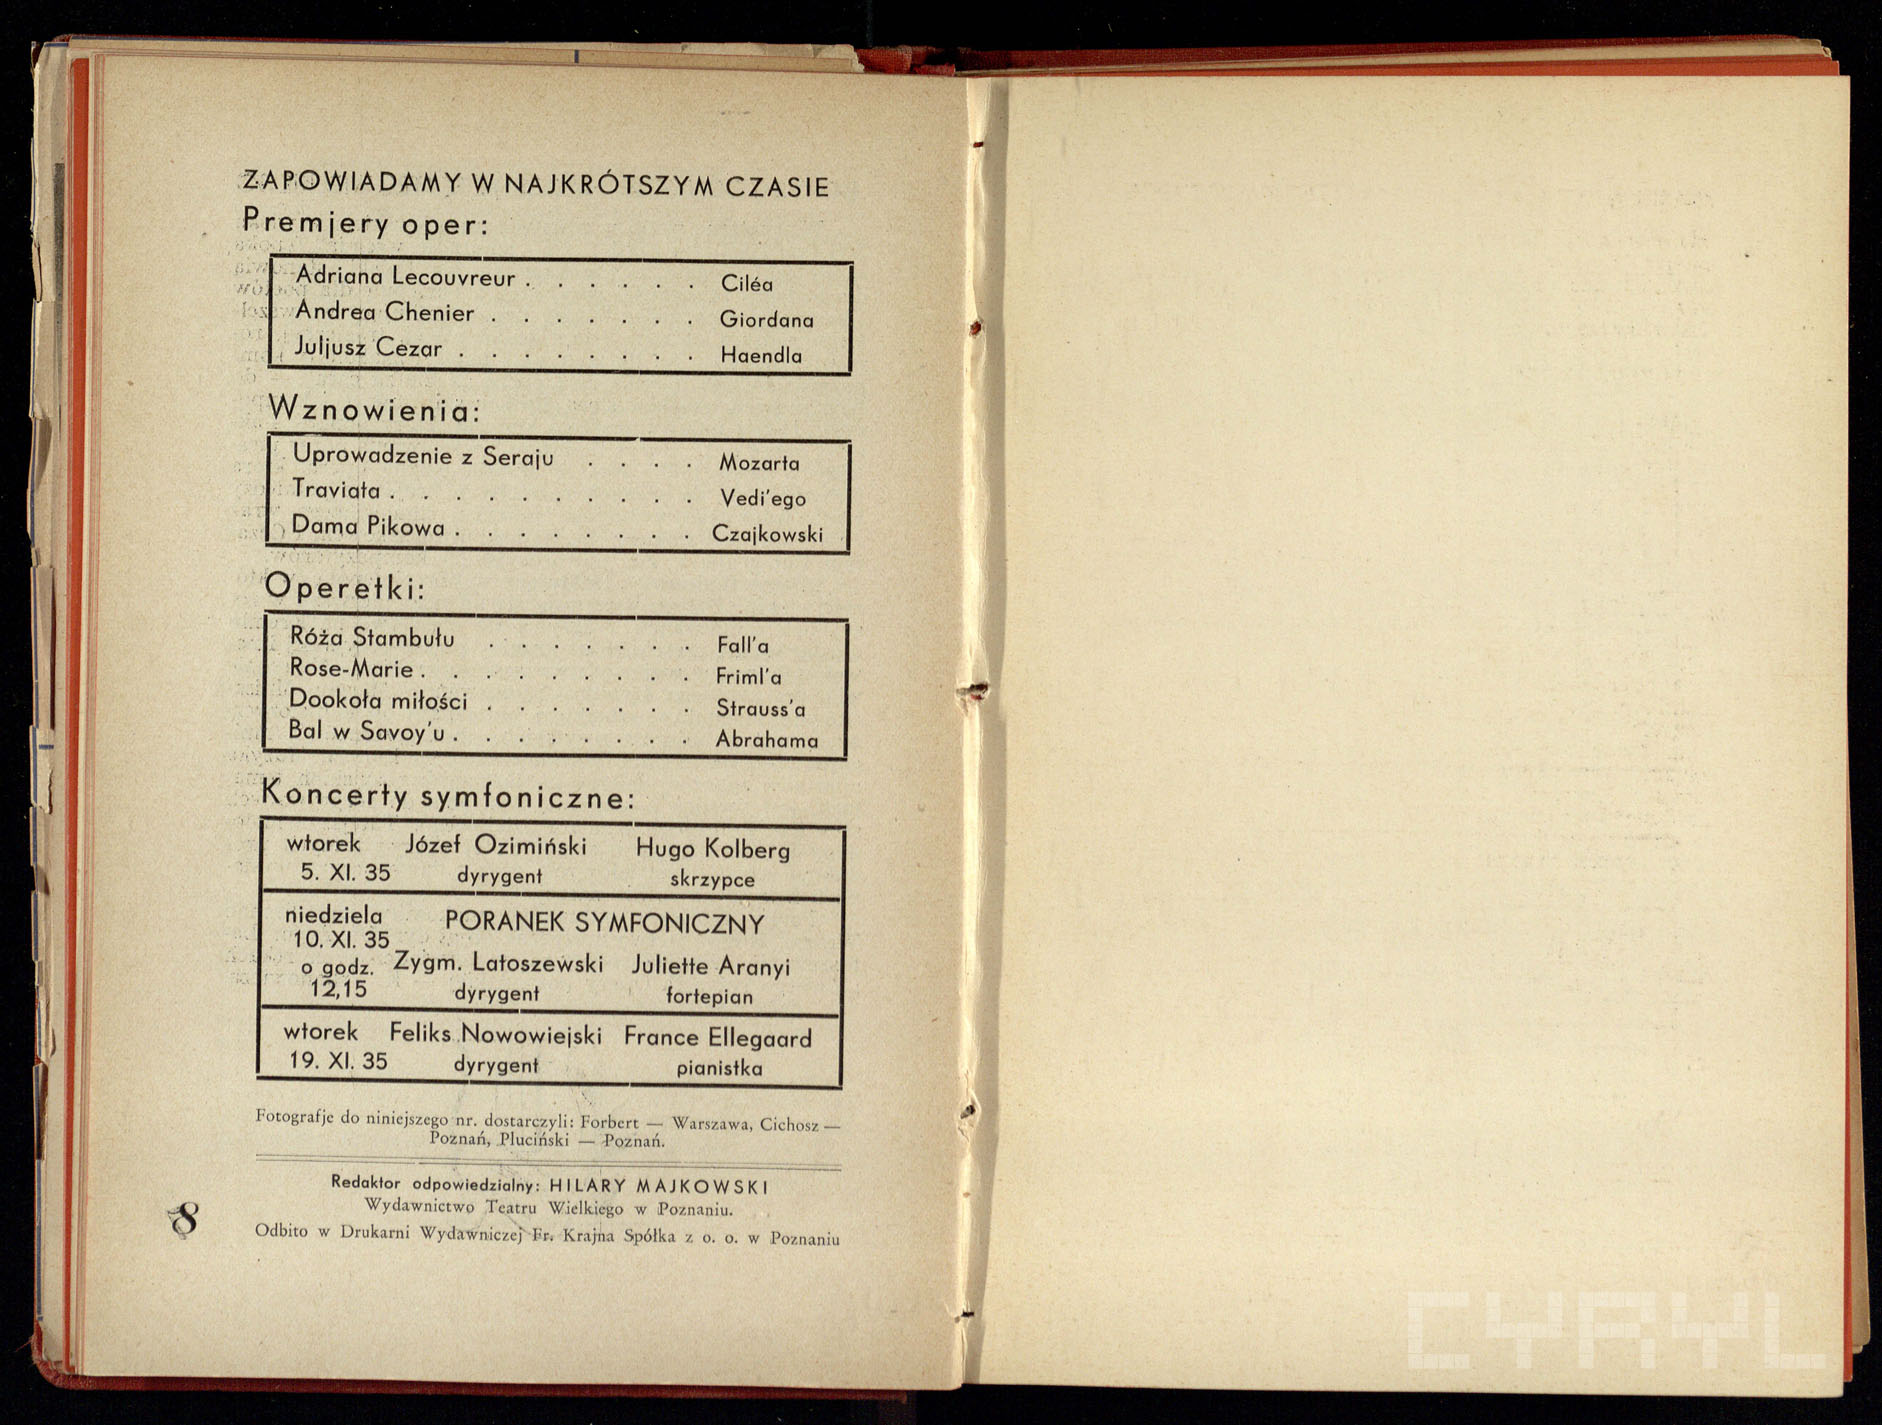 ZAPOWIADAMY W NAJKRÓTSZYM CZASIE
Premjery oper:
Adriana Lecouvreur . . . . . . Ciléa
Andrea Chenier . . . . . . . Giordana
Juljusz Cezar . . . . . . . . Haendla
Wznowienia:
Uprowadzenie z Seraju . . . . Mozarta
Traviata . . . . . . . . . . Vedi'ego
Dama Pikowa . . . . . . . . Czajkowski
Operetki:
Róża Stambułu . . . . . . . Fall'a
Rose-Marie . . . . . . . . . Friml'a
Dookoła miłości . . . . . . . Strauss'a
Bal w Savoy'u . . . . . . . . Abrahama
Koncerty symfoniczne:
wtorek Józef Ozimiński Hugo Kolberg
5. XI. 35 dyrygent skrzypce
niedziela PORANEK SYMFONICZNY
10. XI. 35
o godz. Zygm. Latoszewski Juliette Aranyi
12,15 dyrygent fortepian
wtorek Feliks Nowowiejski France Ellegaard
19. XI. 35 dyrygent pianistka
Fotografje do niniejszego nr. dostarczyli: Forbert — Warszawa, Cichosz —
Poznań, Pluciński — Poznań.
Redaktor odpowiedzialny: HILARY MAJKOWSKI
Wydawnictwo Teatru Wielkiego w Poznaniu.
Odbito w Drukarni Wydawniczej Fr. Krajna Spółka z o. o. w Poznaniu
8
CYRYL